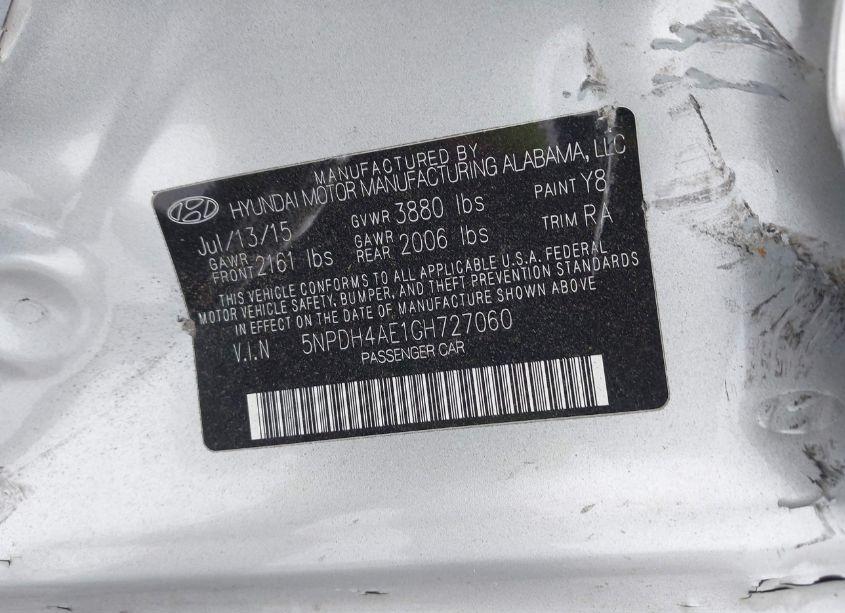 MANUFACTURED BY
HYUNDAI MOTOR MANUFACTURING ALABAMA, LLC
Jul/13/15 GVWR 3880 lbs PAINT Y8
GAWR FRONT 2161 lbs GAWR REAR 2006 lbs TRIM RA
THIS VEHICLE CONFORMS TO ALL APPLICABLE U.S.A. FEDERAL
MOTOR VEHICLE SAFETY, BUMPER, AND THEFT PREVENTION STANDARDS
IN EFFECT ON THE DATE OF MANUFACTURE SHOWN ABOVE
V.I.N 5NPDH4AE1GH727060
PASSENGER CAR